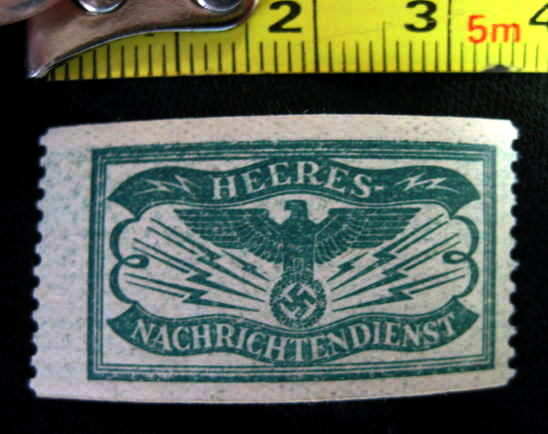 2 3 5m 4
HEERES-
NACHRICHTENDIENST